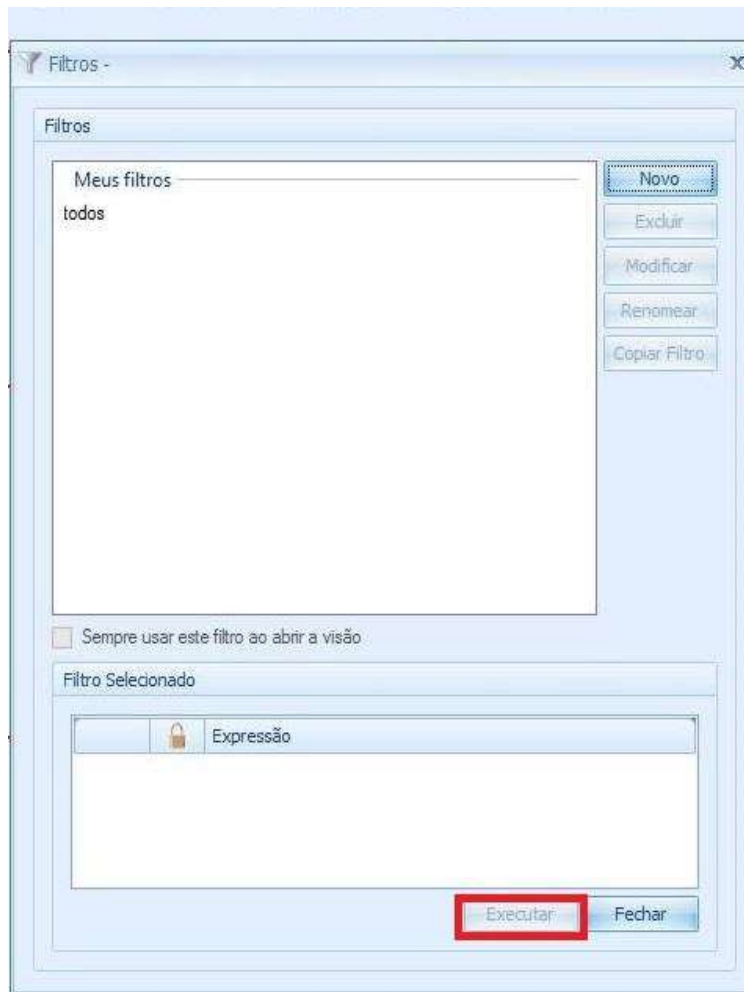 Filtros -
x
Filtros
Meus filtros
todos
Novo
Excluir
Modificar
Renomear
Copiar Filtro
Sempre usar este filtro ao abrir a visão
Filtro Selecionado
Expressão
Executar
Fechar